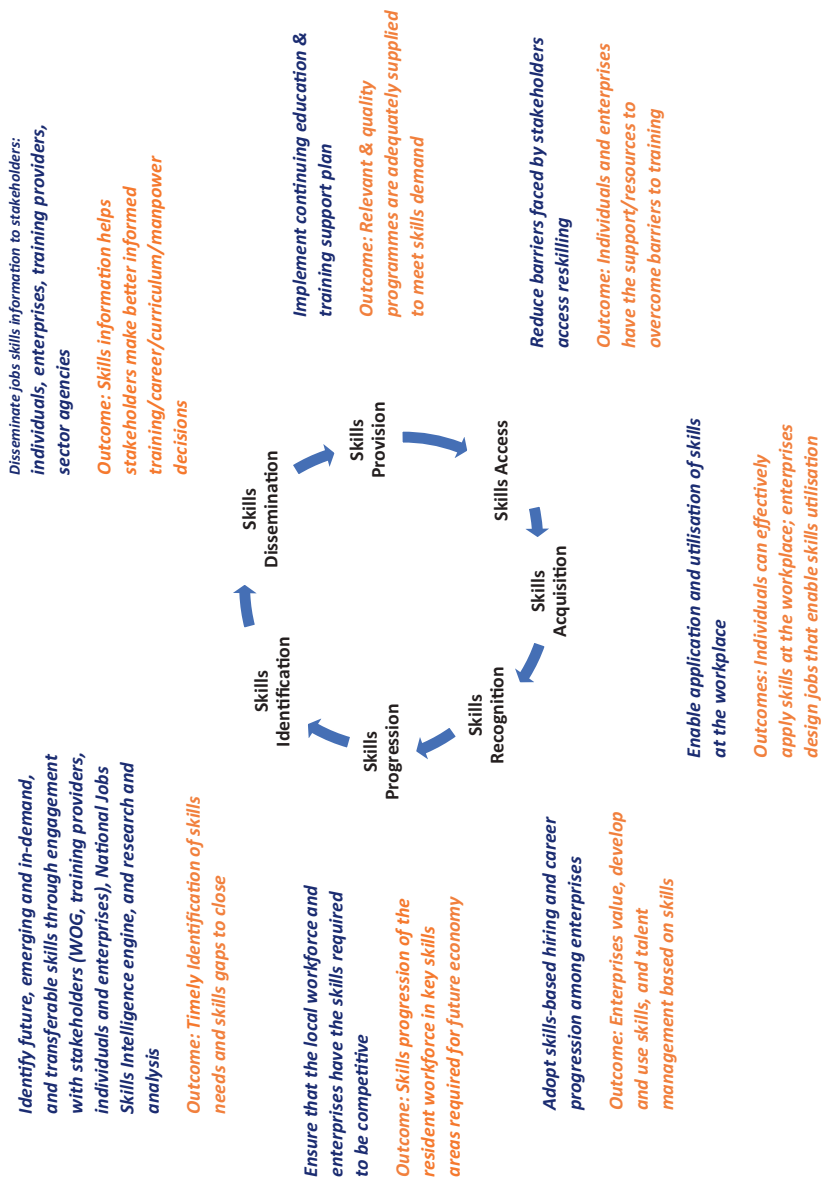 Identify future, emerging and in-demand,
and transferable skills through engagement
with stakeholders (WOG, training providers,
individuals and enterprises), National Jobs
Skills Intelligence engine, and research and
analysis
Outcome: Timely Identification of skills
needs and skills gaps to close
Disseminate jobs skills information to stakeholders:
individuals, enterprises, training providers,
sector agencies
Outcome: Skills information helps
stakeholders make better informed
training/career/curriculum/manpower
decisions
Skills
Identification
Skills
Dissemination
Ensure that the local workforce and
enterprises have the skills required
to be competitive
Outcome: Skills progression of the
resident workforce in key skills
areas required for future economy
Skills
Progression
Skills
Provision
Implement continuing education &
training support plan
Outcome: Relevant & quality
programmes are adequately supplied
to meet skills demand
Skills
Recognition
Skills Access
Skills
Acquisition
Adopt skills-based hiring and career
progression among enterprises
Outcome: Enterprises value, develop
and use skills, and talent
management based on skills
Reduce barriers faced by stakeholders
access reskilling
Outcome: Individuals and enterprises
have the support/resources to
overcome barriers to training
Enable application and utilisation of skills
at the workplace
Outcomes: Individuals can effectively
apply skills at the workplace; enterprises
design jobs that enable skills utilisation